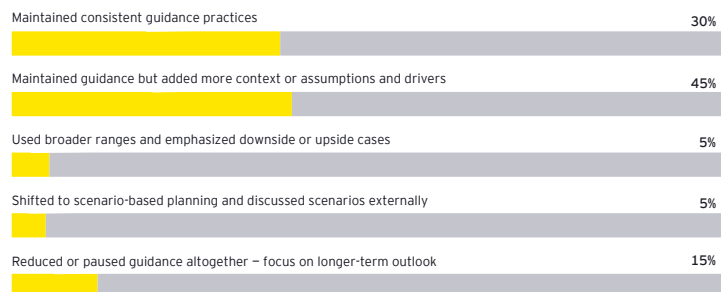 Maintained consistent guidance practices
30%
Maintained guidance but added more context or assumptions and drivers
45%
Used broader ranges and emphasized downside or upside cases
5%
Shifted to scenario-based planning and discussed scenarios externally
5%
Reduced or paused guidance altogether – focus on longer-term outlook
15%